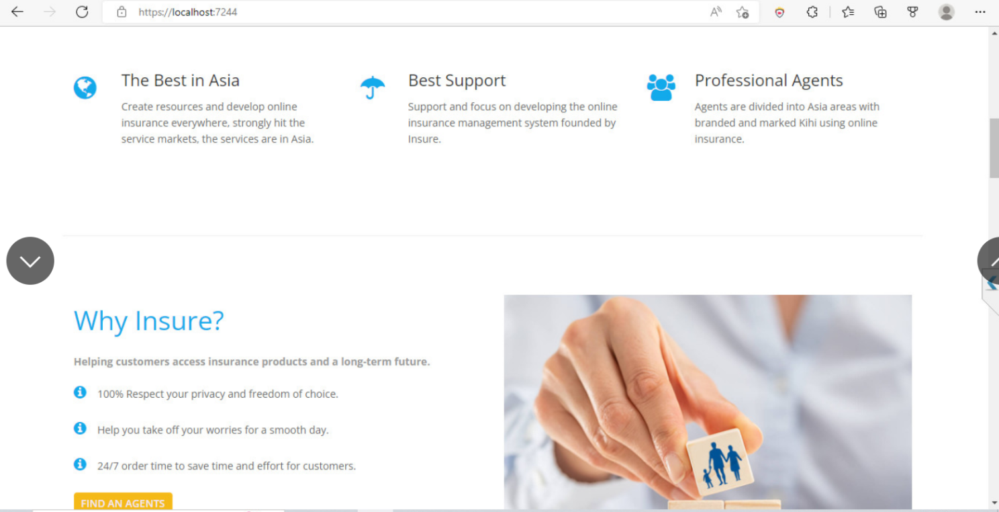 https://localhost:7244
The Best in Asia
Create resources and develop online
insurance everywhere, strongly hit the
service markets, the services are in Asia.
Best Support
Support and focus on developing the online
insurance management system founded by
Insure.
Professional Agents
Agents are divided into Asia areas with
branded and marked Kihi using online
insurance.
Why Insure?
Helping customers access insurance products and a long-term future.
100% Respect your privacy and freedom of choice.
Help you take off your worries for a smooth day.
24/7 order time to save time and effort for customers.
FIND AN AGENTS